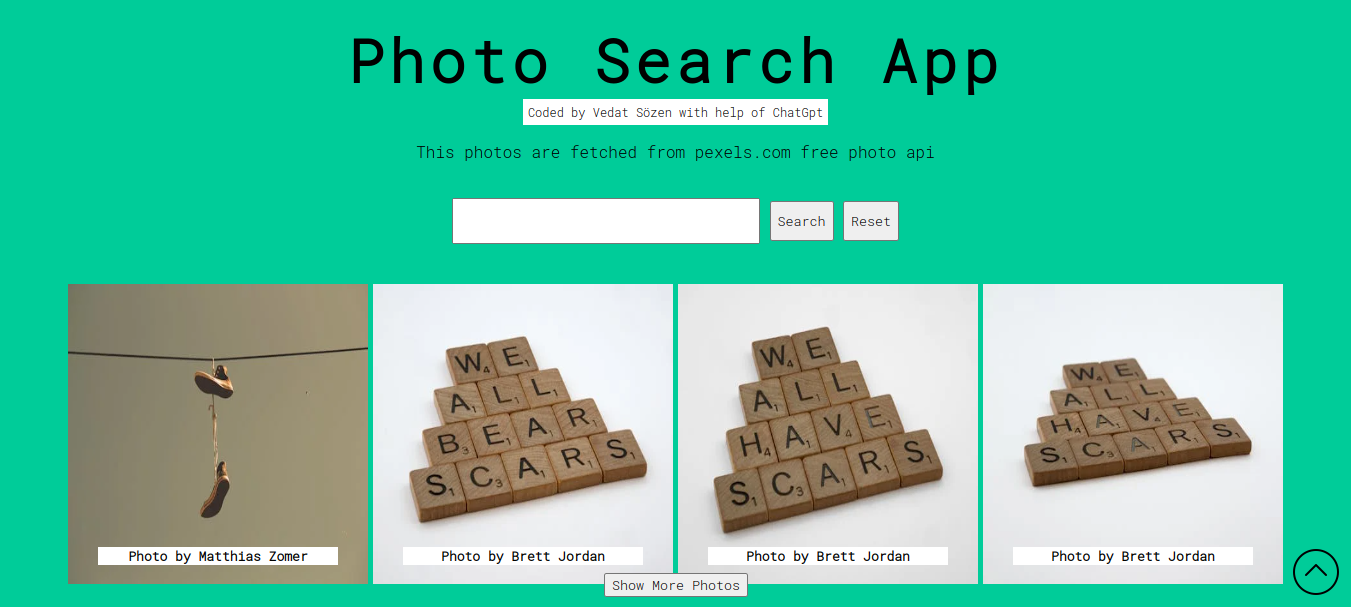 Photo Search App
Coded by Vedat Sözen with help of ChatGpt
This photos are fetched from pexels.com free photo api
Search Reset
WE
ALL
BEAR
SCARS
WE
ALL
HAVE
SCARS
WE
ALL
HAVE
SCARS
Photo by Matthias Zomer
Photo by Brett Jordan
Photo by Brett Jordan
Photo by Brett Jordan
Show More Photos